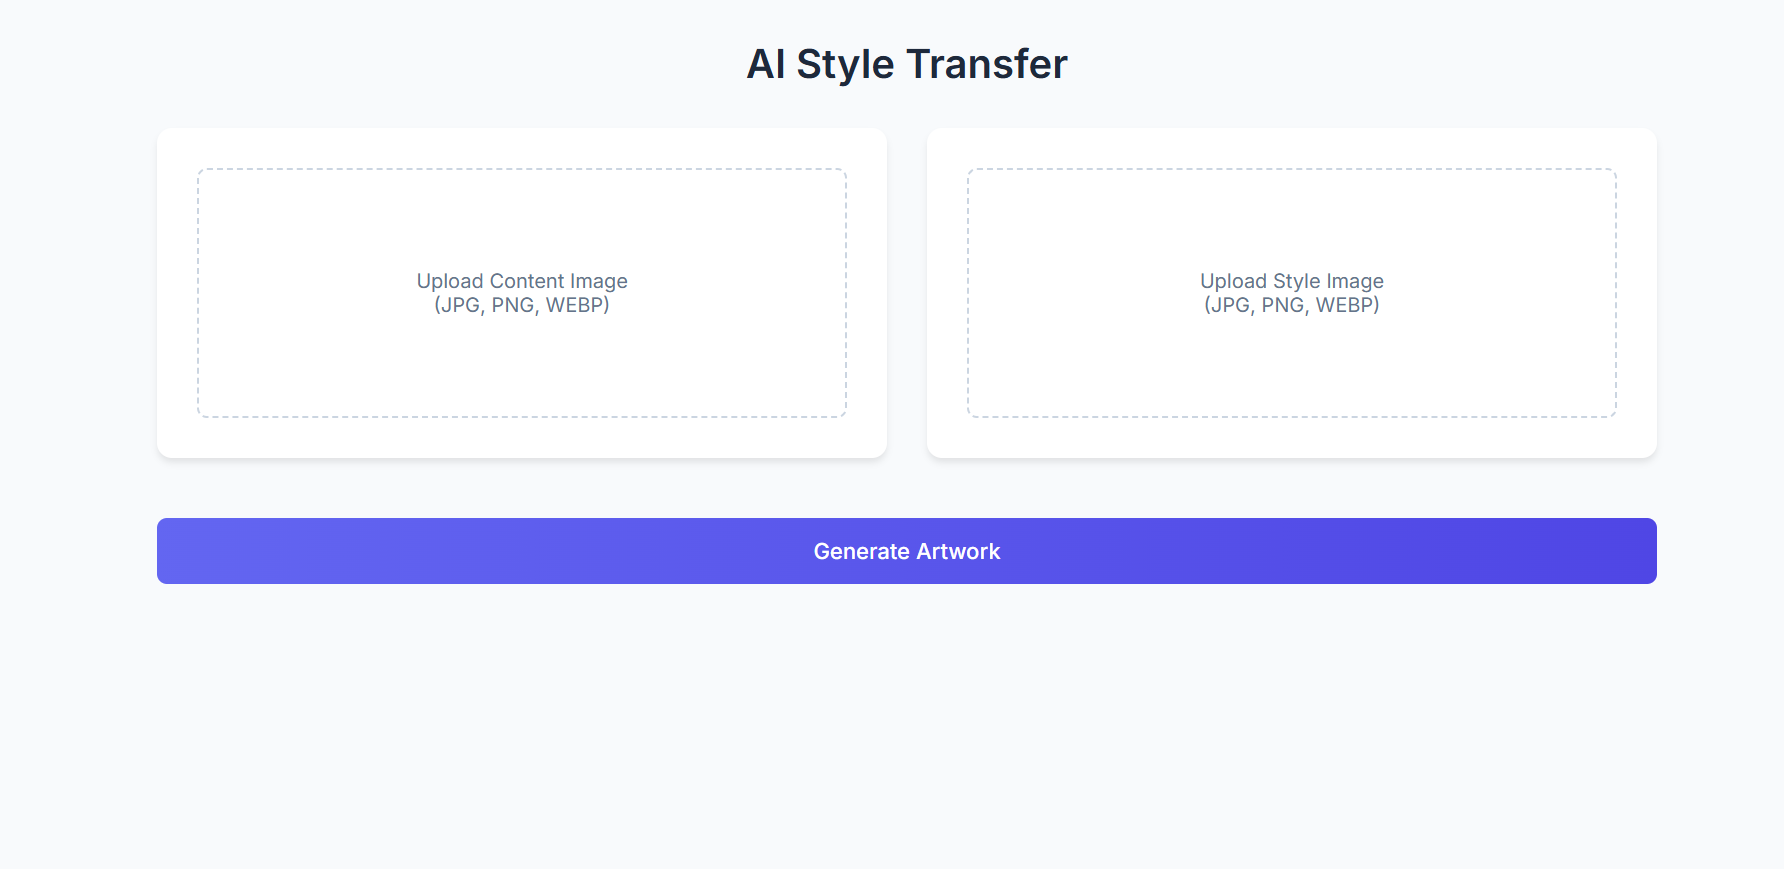 AI Style Transfer
Upload Content Image
(JPG, PNG, WEBP)
Upload Style Image
(JPG, PNG, WEBP)
Generate Artwork